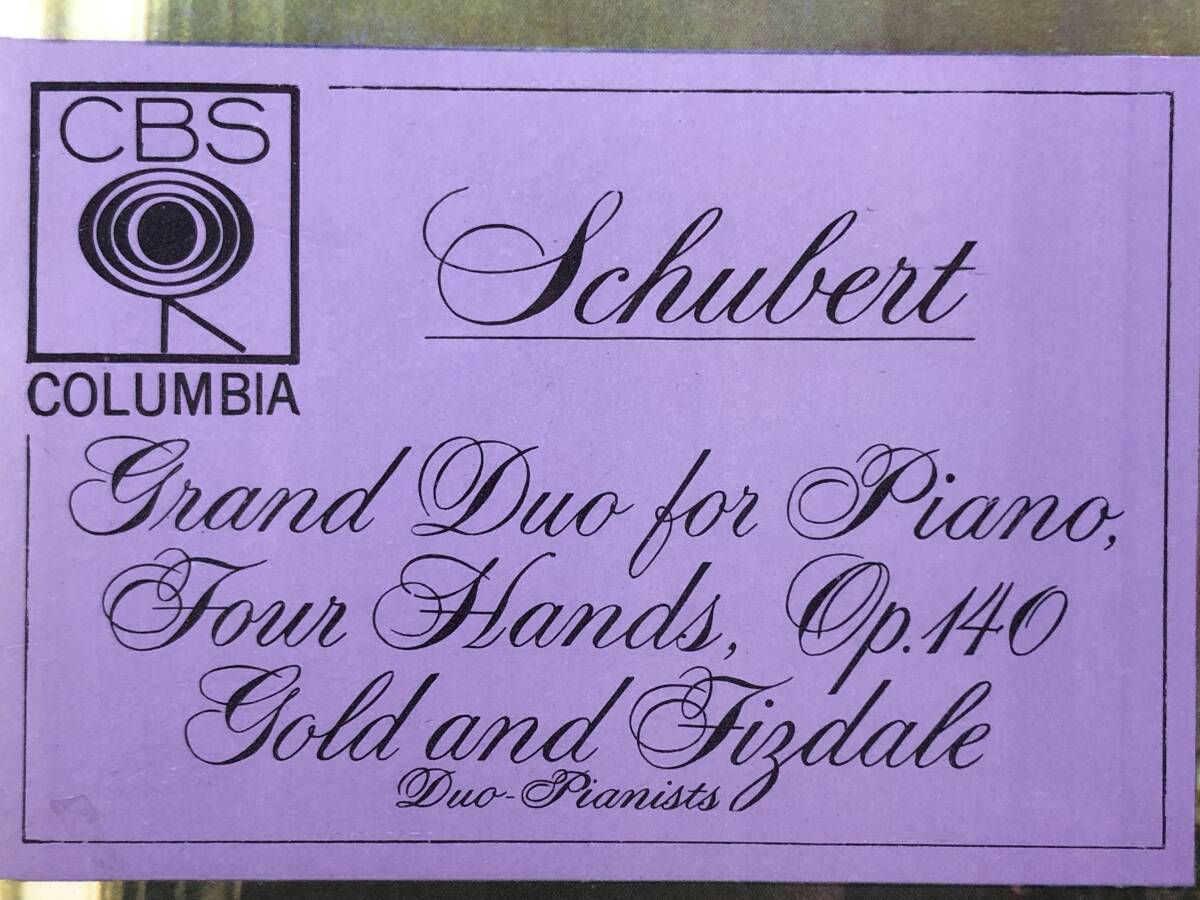 CBS
COLUMBIA
Schubert
Grand Duo for Piano,
Four Hands, Op.140
Gold and Fizdale
Duo-Pianists